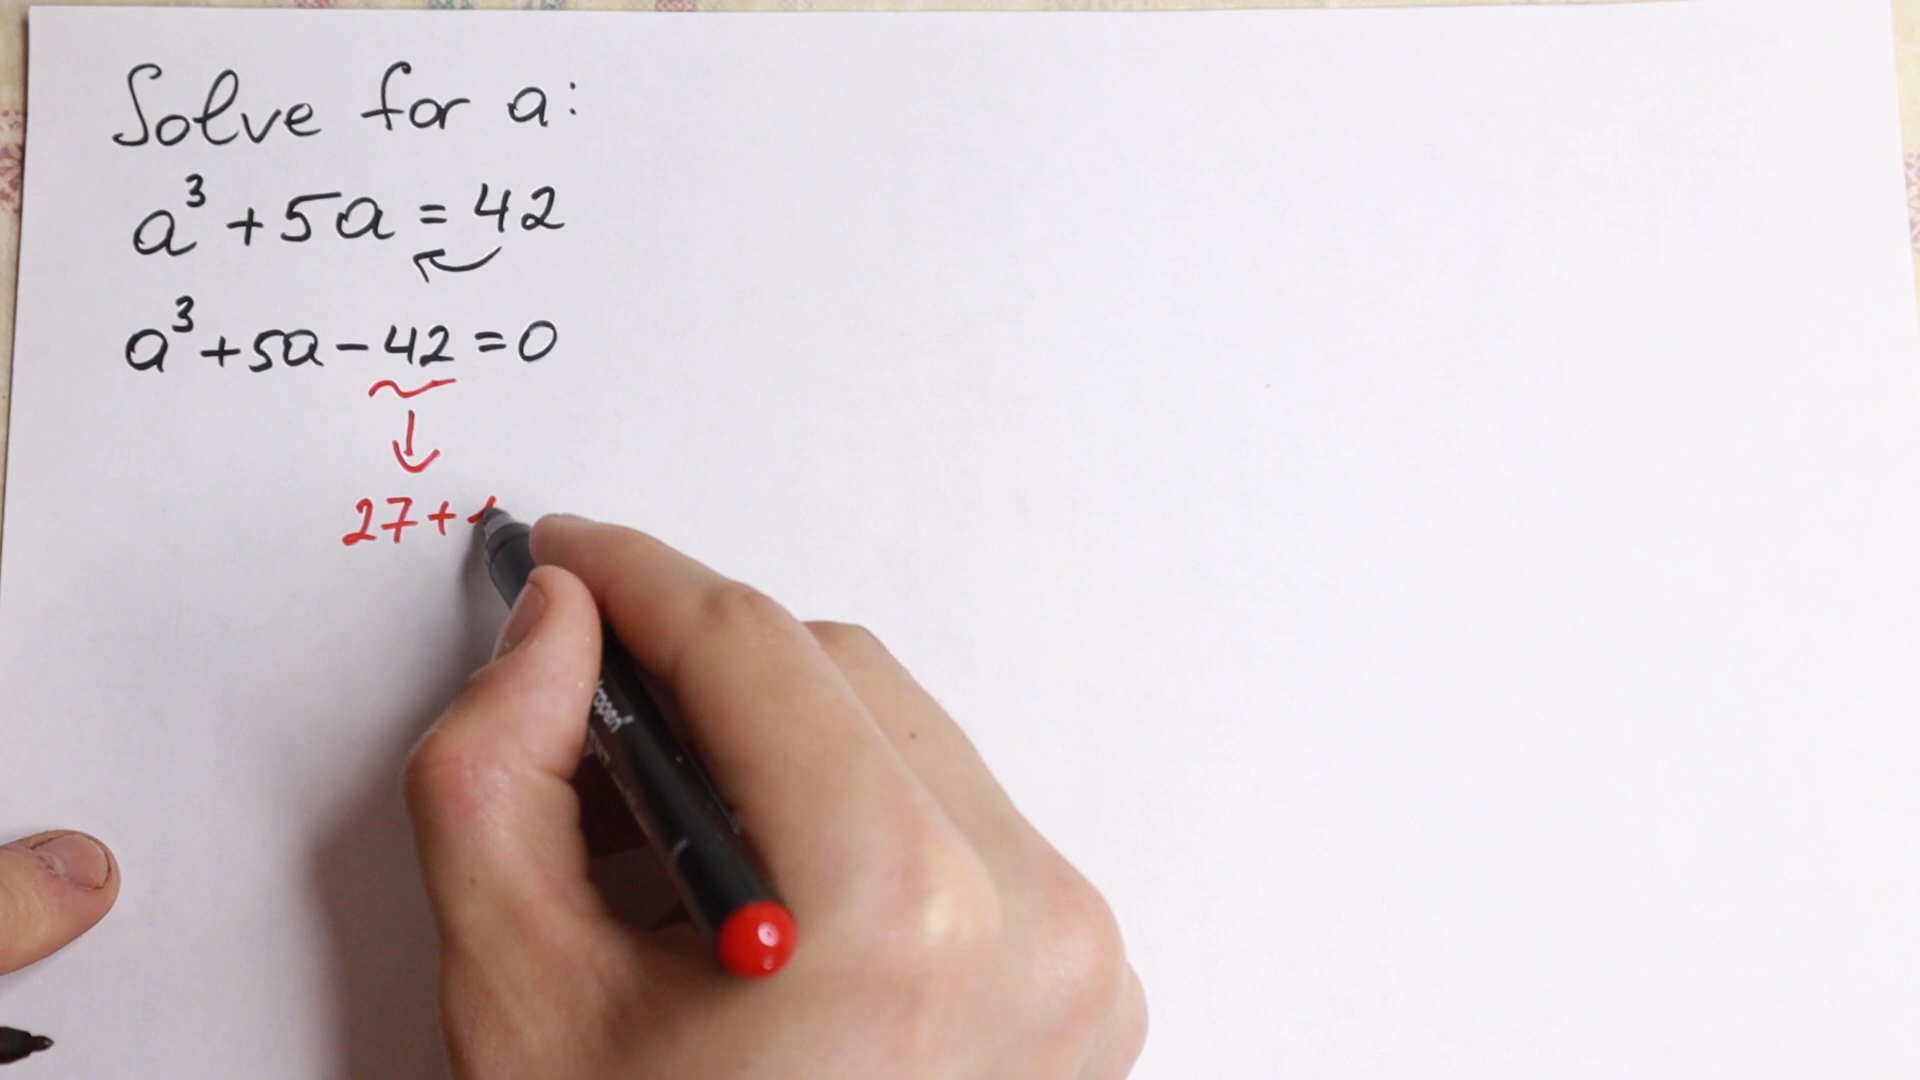 Solve for a:
a³ + 5a = 42
a³ + 5a - 42 = 0
27 +